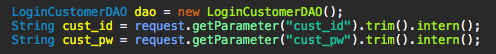 LoginCustomerDAO dao = new LoginCustomerDAO();
String cust_id = request.getParameter("cust_id").trim().intern();
String cust_pw = request.getParameter("cust_pw").trim().intern();